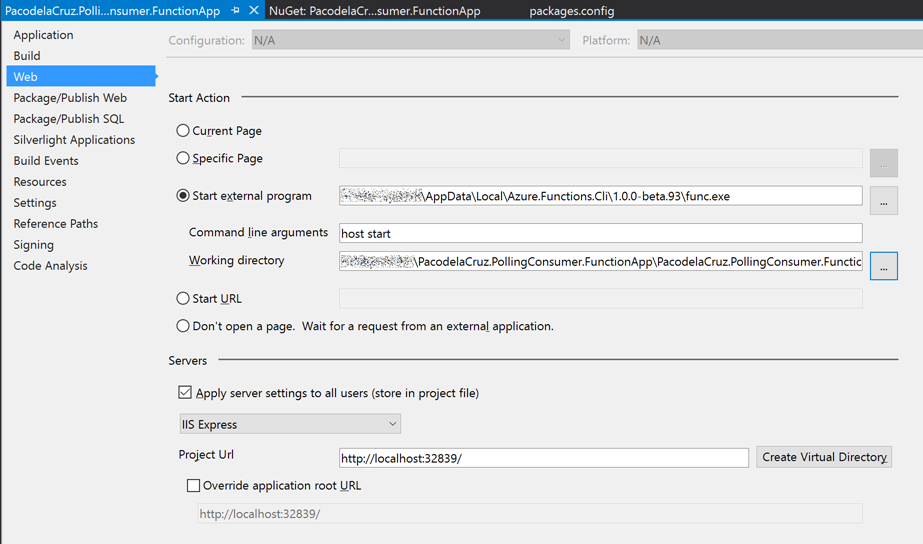 PacodelaCruz.Polli...nsumer.FunctionApp
NuGet: PacodelaCr...sumer.FunctionApp
packages.config
Application
Build
Web
Package/Publish Web
Package/Publish SQL
Silverlight Applications
Build Events
Resources
Settings
Reference Paths
Signing
Code Analysis
Configuration: N/A
Platform: N/A
Start Action
Current Page
Specific Page
...
Start external program
\AppData\Local\Azure.Functions.Cli\1.0.0-beta.93\func.exe
...
Command line arguments
host start
Working directory
\PacodelaCruz.PollingConsumer.FunctionApp\PacodelaCruz.PollingConsumer.Functic
...
Start URL
Don't open a page. Wait for a request from an external application.
Servers
Apply server settings to all users (store in project file)
IIS Express
Project Url
http://localhost:32839/
Create Virtual Directory
Override application root URL
http://localhost:32839/